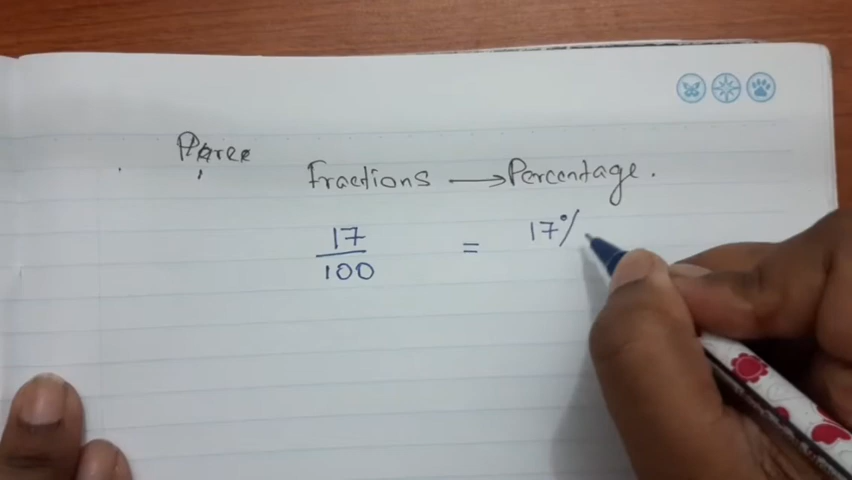 Fractions → Percentage.
17/100 = 17%